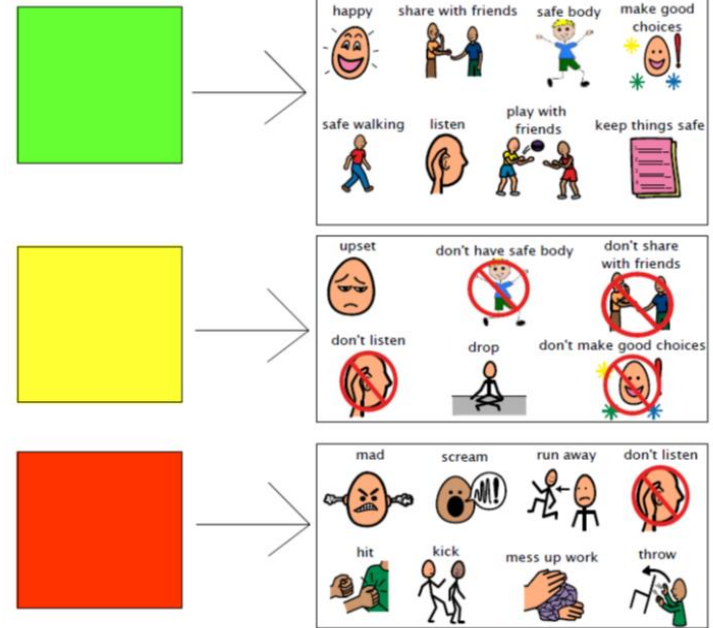 happy
share with friends
safe body
make good
choices
safe walking
listen
play with
friends
keep things safe
upset
don't have safe body
don't share
with friends
don't listen
drop
don't make good choices
mad
scream
run away
don't listen
hit
kick
mess up work
throw